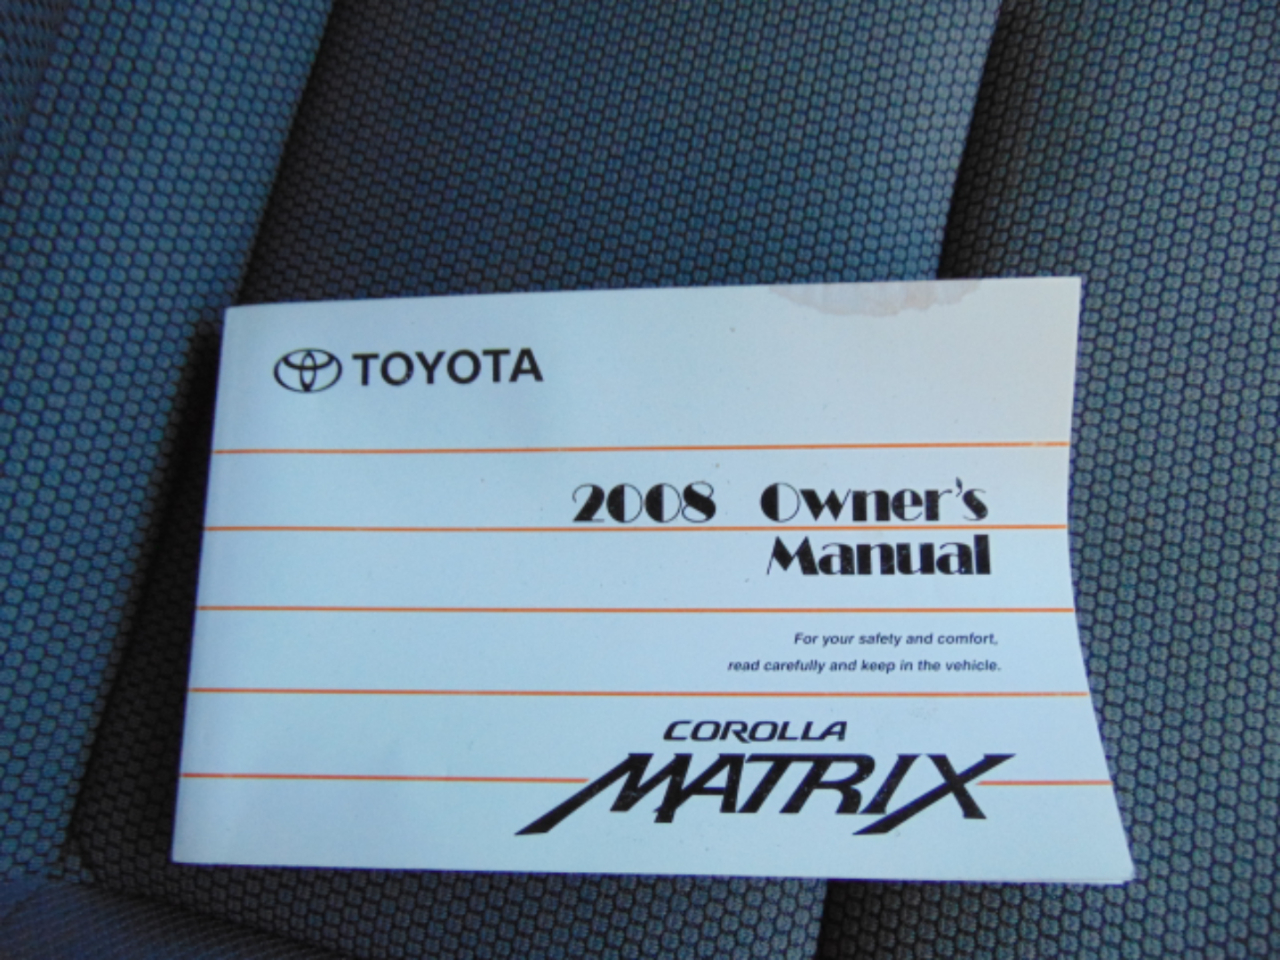 TOYOTA
2008 Owner's
Manual
For your safety and comfort,
read carefully and keep in the vehicle.
COROLLA
MATRIX